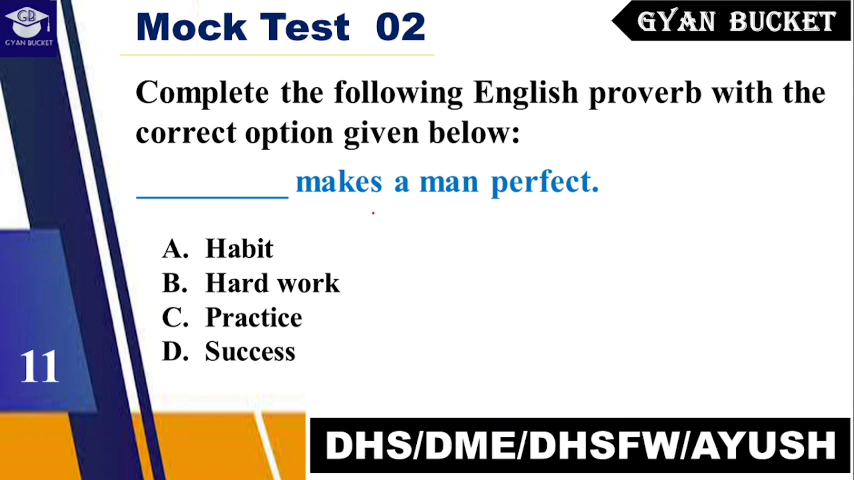 GB
GYAN BUCKET
Mock Test 02
GYAN BUCKET
Complete the following English proverb with the
correct option given below:
__________ makes a man perfect.
A. Habit
B. Hard work
C. Practice
D. Success
11
DHS/DME/DHSFW/AYUSH